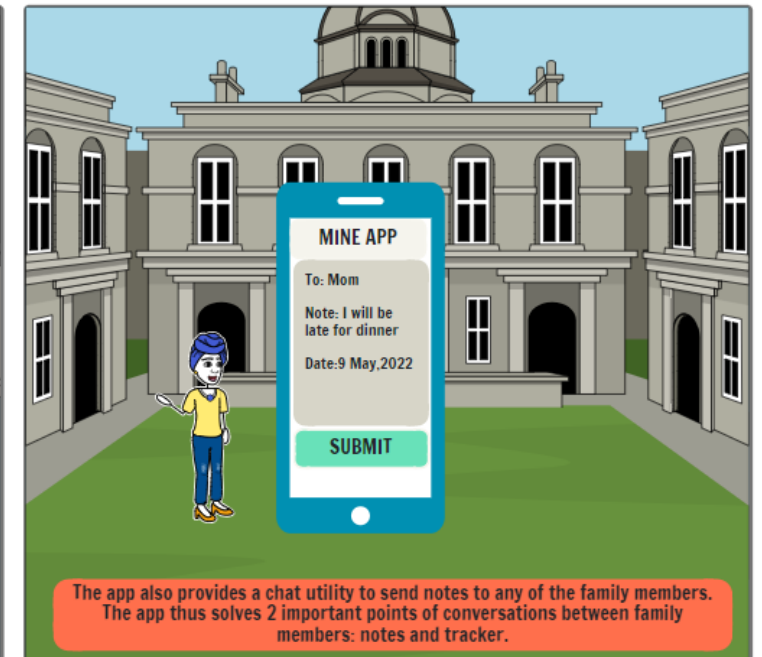 MINE APP
To: Mom
Note: I will be
late for dinner
Date:9 May,2022
SUBMIT
The app also provides a chat utility to send notes to any of the family members.
The app thus solves 2 important points of conversations between family
members: notes and tracker.